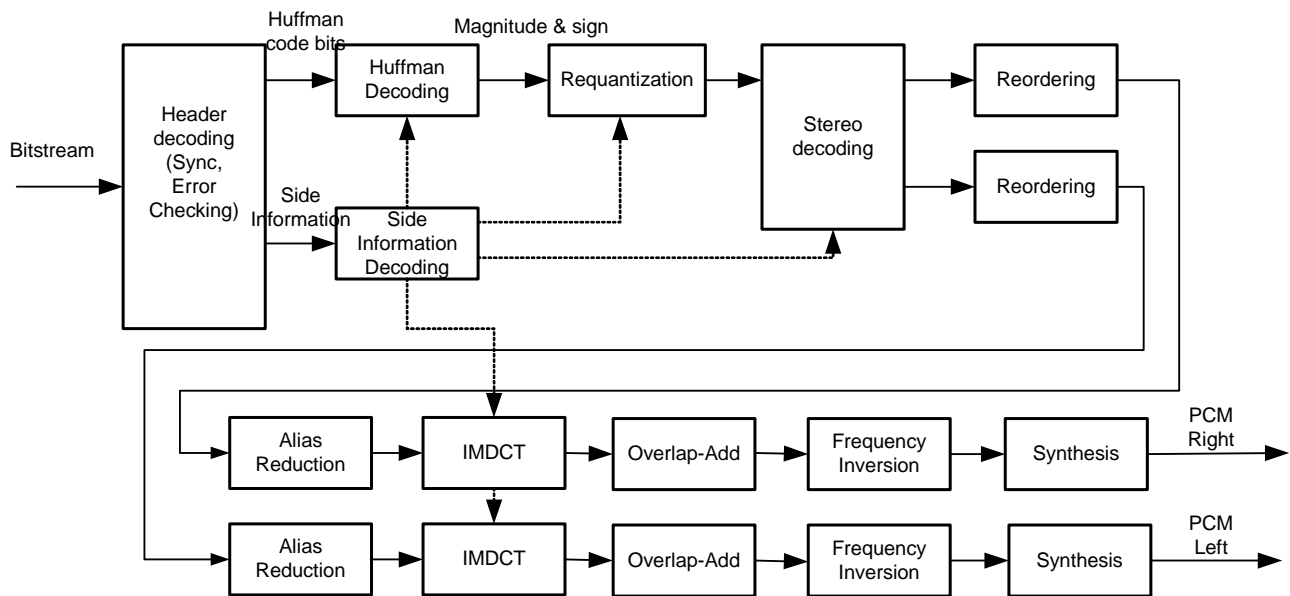 Huffman
code bits
Magnitude & sign
Huffman
Decoding
Requantization
Reordering
Header
decoding
(Sync,
Error
Checking)
Stereo
decoding
Bitstream
Reordering
Side
Information
Side
Information
Decoding
PCM
Right
Alias
Reduction
IMDCT
Overlap-Add
Frequency
Inversion
Synthesis
PCM
Left
Alias
Reduction
IMDCT
Overlap-Add
Frequency
Inversion
Synthesis